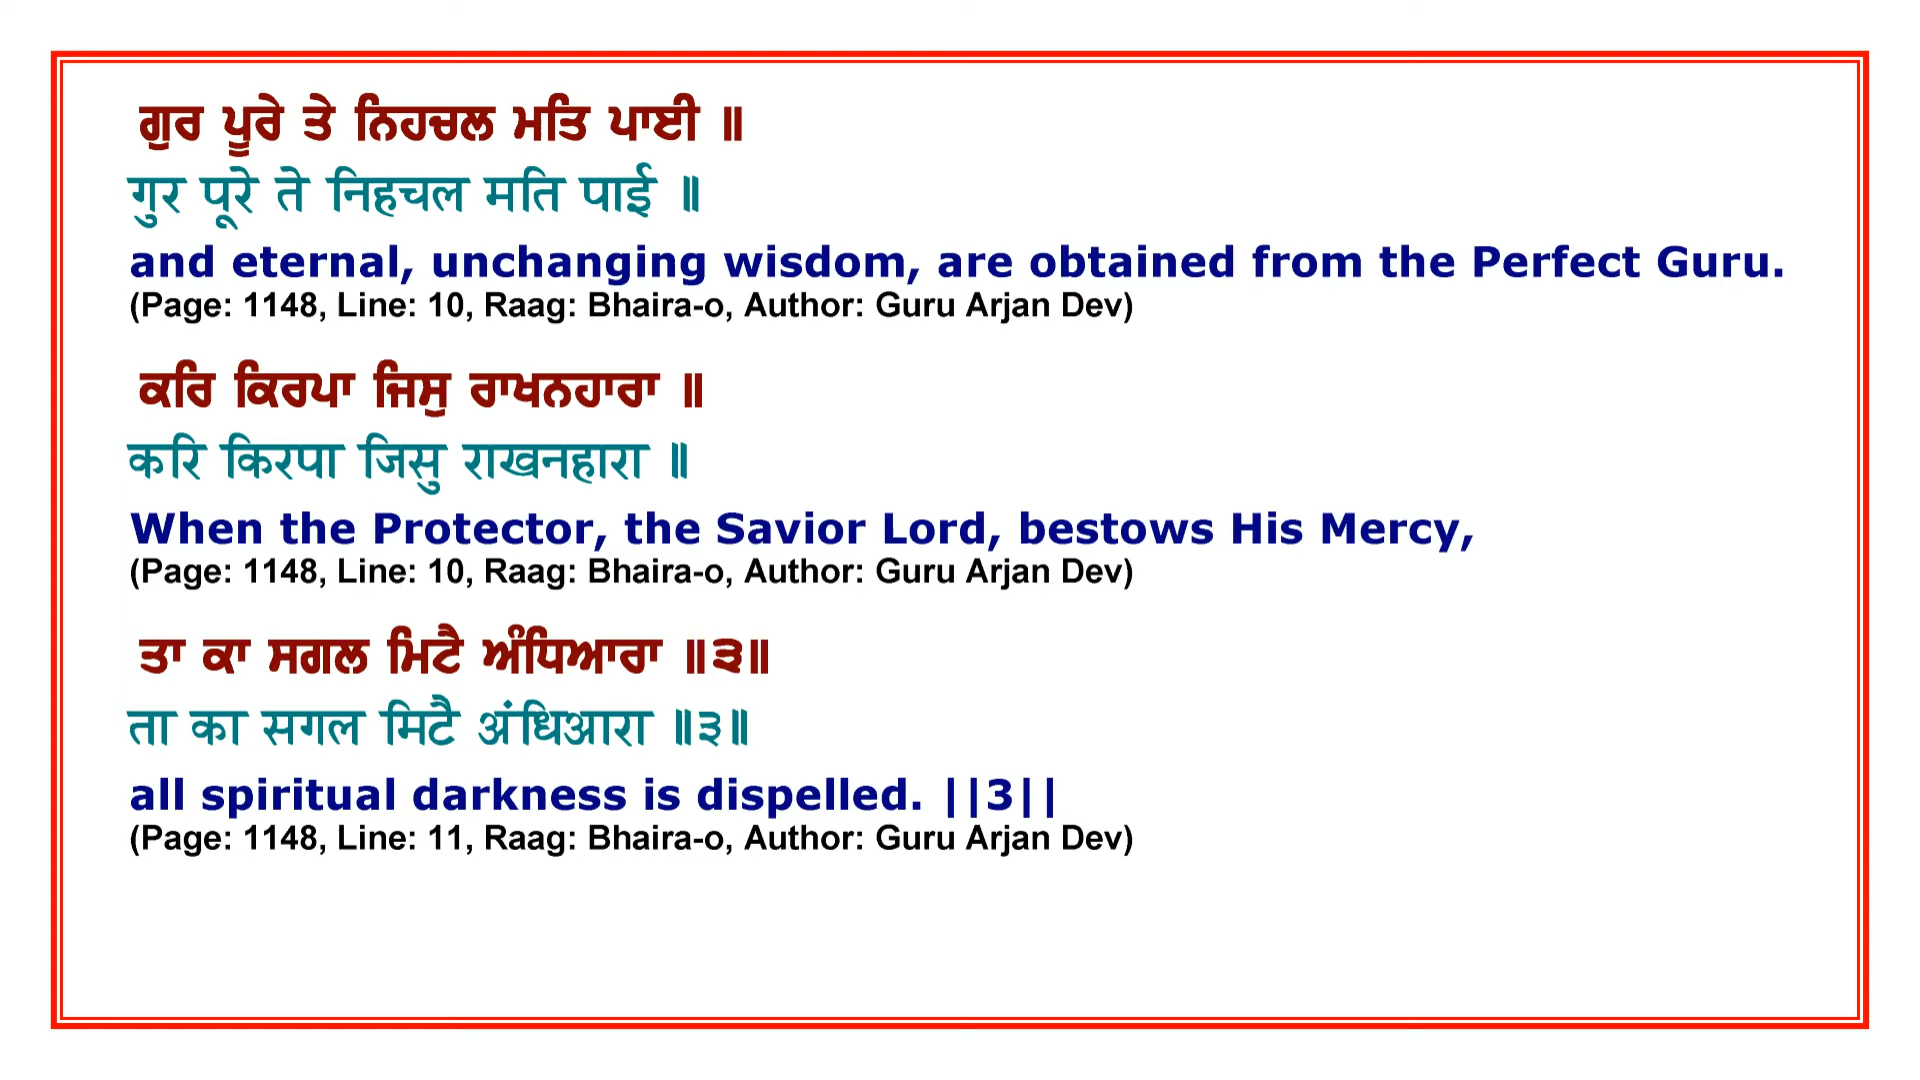 ਗੁਰ ਪੂਰੇ ਤੇ ਨਿਹਚਲ ਮਤਿ ਪਾਈ ॥
गुर पूरे ते निहचल मति पाई ॥
and eternal, unchanging wisdom, are obtained from the Perfect Guru.
(Page: 1148, Line: 10, Raag: Bhaira-o, Author: Guru Arjan Dev)
ਕਰਿ ਕਿਰਪਾ ਜਿਸੁ ਰਾਖਨਹਾਰਾ ॥
करि किरपा जिसु राखनहारा ॥
When the Protector, the Savior Lord, bestows His Mercy,
(Page: 1148, Line: 10, Raag: Bhaira-o, Author: Guru Arjan Dev)
ਤਾ ਕਾ ਸਗਲ ਮਿਟੈ ਅੰਧਿਆਰਾ ॥੩॥
ता का सगल मिटै अंधिआरा ॥३॥
all spiritual darkness is dispelled. ||3||
(Page: 1148, Line: 11, Raag: Bhaira-o, Author: Guru Arjan Dev)